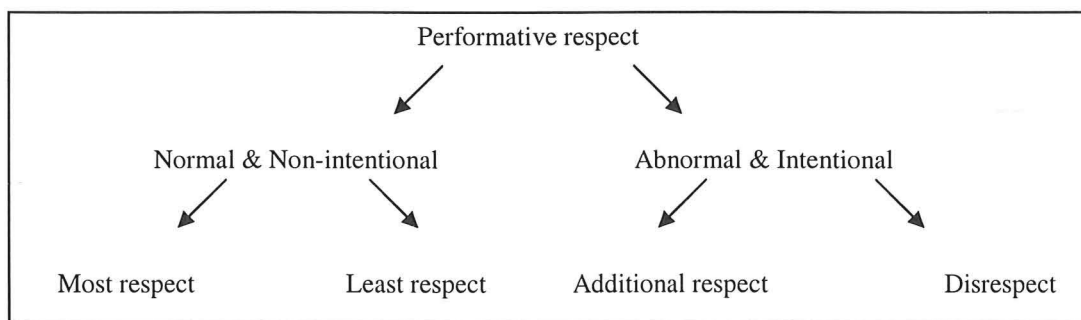 Performative respect
Normal & Non-intentional Abnormal & Intentional
Most respect Least respect Additional respect Disrespect